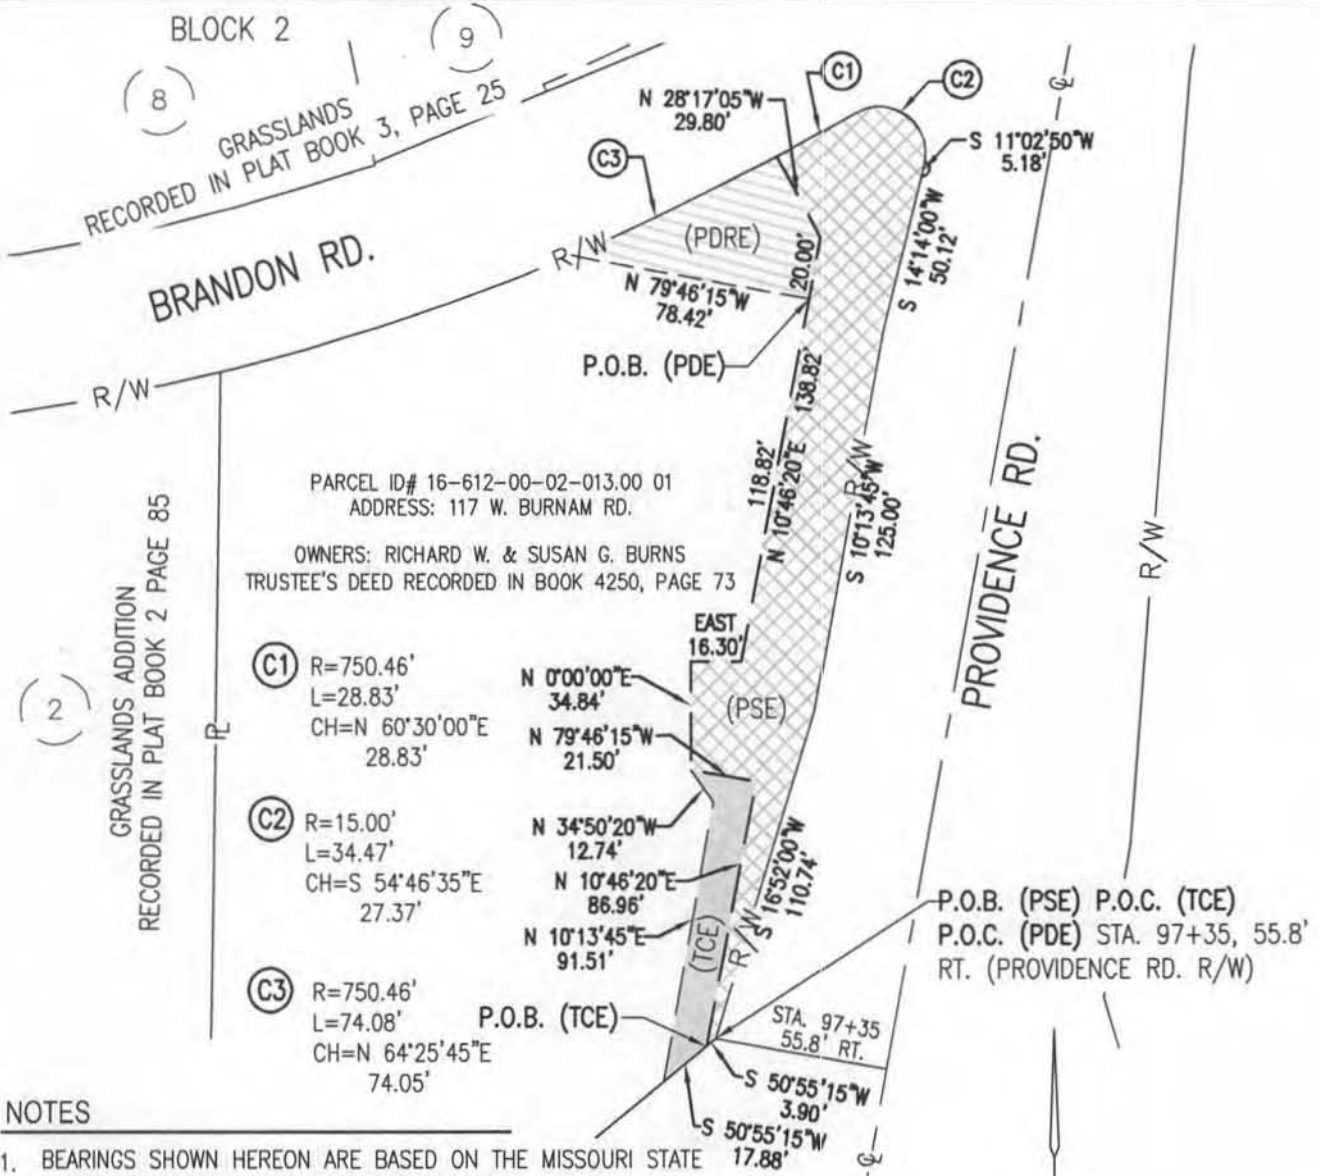 BLOCK 2
8
9
GRASSLANDS
RECORDED IN PLAT BOOK 3, PAGE 25
BRANDON RD.
R/W
R/W
C1
C2
C3
N 28°17'05"W
29.80'
S 11°02'50"W
5.18'
(PDRE)
20.00'
S 14°14'00"W
50.12'
N 79°46'15"W
78.42'
P.O.B. (PDE)
138.82'
118.82'
N 10°46'20"E
R/W
S 10°13'45"W
125.00'
PROVIDENCE RD.
R/W
PARCEL ID# 16-612-00-02-013.00 01
ADDRESS: 117 W. BURNAM RD.
OWNERS: RICHARD W. & SUSAN G. BURNS
TRUSTEE'S DEED RECORDED IN BOOK 4250, PAGE 73
GRASSLANDS ADDITION
RECORDED IN PLAT BOOK 2 PAGE 85
2
PL
EAST
16.30'
C1 R=750.46'
L=28.83'
CH=N 60°30'00"E
28.83'
N 0°00'00"E
34.84'
(PSE)
N 79°46'15"W
21.50'
C2 R=15.00'
L=34.47'
CH=S 54°46'35"E
27.37'
N 34°50'20"W
12.74'
N 10°46'20"E
86.96'
N 10°13'45"E
91.51'
(TCE)
R/W
S 16°52'00"W
110.74'
C3 R=750.46'
L=74.08'
CH=N 64°25'45"E
74.05'
P.O.B. (TCE)
P.O.B. (PSE) P.O.C. (TCE)
P.O.C. (PDE) STA. 97+35, 55.8'
RT. (PROVIDENCE RD. R/W)
STA. 97+35
55.8' RT.
S 50°55'15"W
3.90'
S 50°55'15"W
17.88'
CL
CL
NOTES
1. BEARINGS SHOWN HEREON ARE BASED ON THE MISSOURI STATE